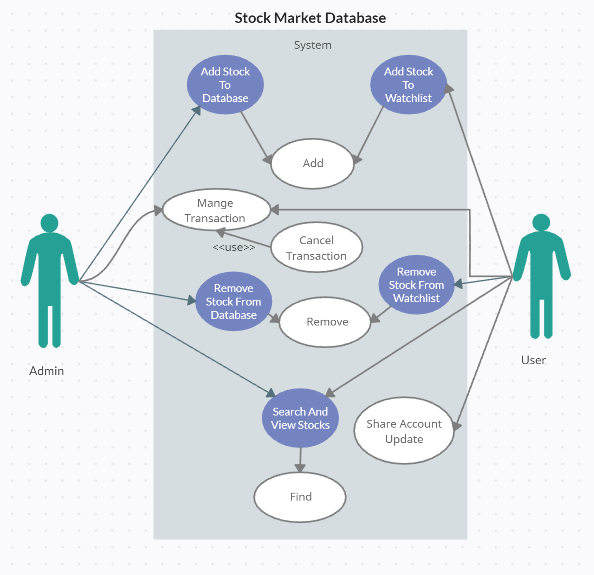 Stock Market Database
System
Add Stock
To
Database
Add Stock
To
Watchlist
Add
Mange
Transaction
<<use>>
Cancel
Transaction
Remove
Stock From
Database
Remove
Stock From
Watchlist
Remove
Admin
User
Search And
View Stocks
Share Account
Update
Find